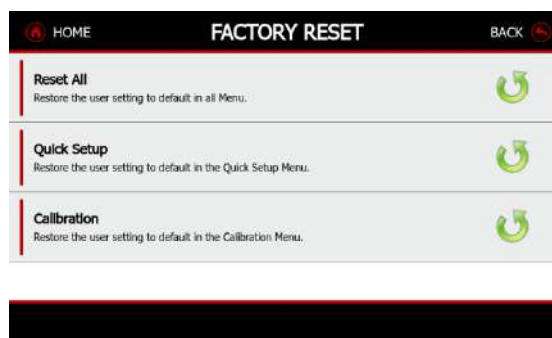 HOME
FACTORY RESET
BACK
Reset All
Restore the user setting to default in all Menu.
Quick Setup
Restore the user setting to default in the Quick Setup Menu.
Calibration
Restore the user setting to default in the Calibration Menu.